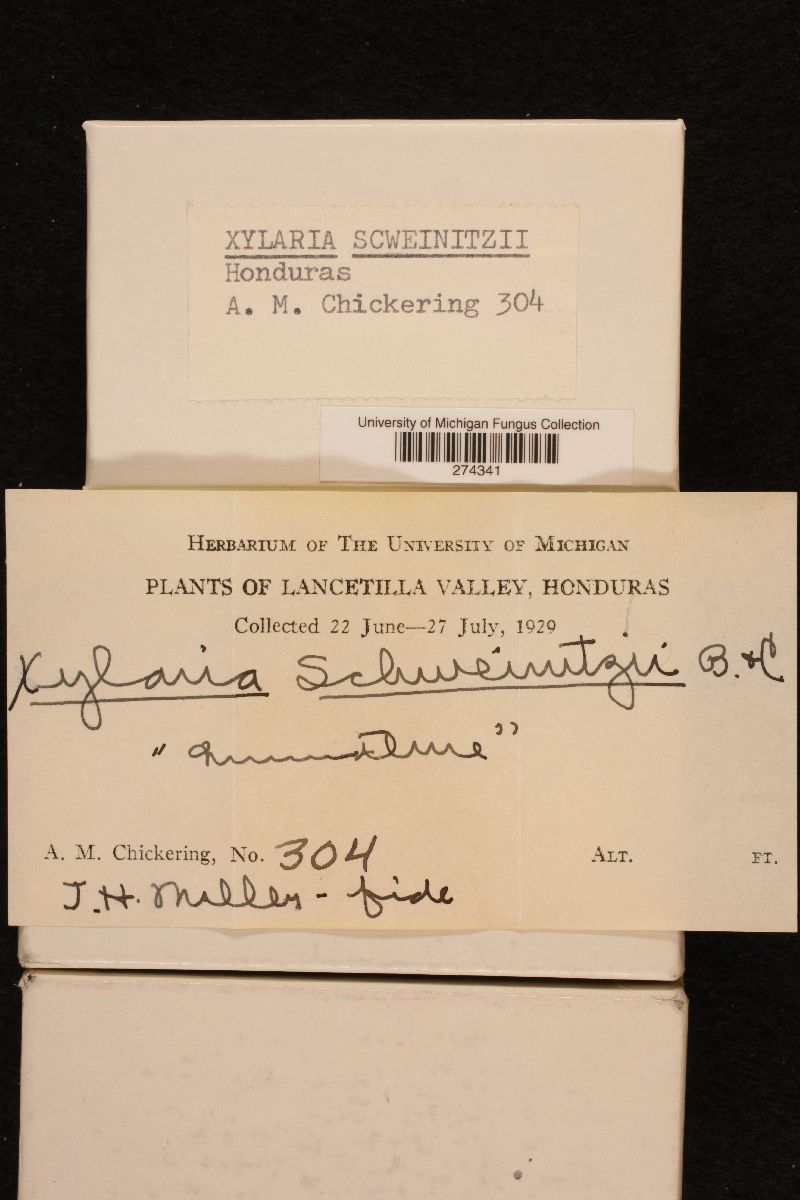 XYLARIA SCWEINITZII
Honduras
A. M. Chickering 304
University of Michigan Fungus Collection
274341
HERBARIUM OF THE UNIVERSITY OF MICHIGAN
PLANTS OF LANCETILLA VALLEY, HONDURAS
Collected 22 June—27 July, 1929
Xylaria Schweinitzii B. & C
"immature"
A. M. Chickering, No. 304 ALT. FT.
J. H. Miller - fide